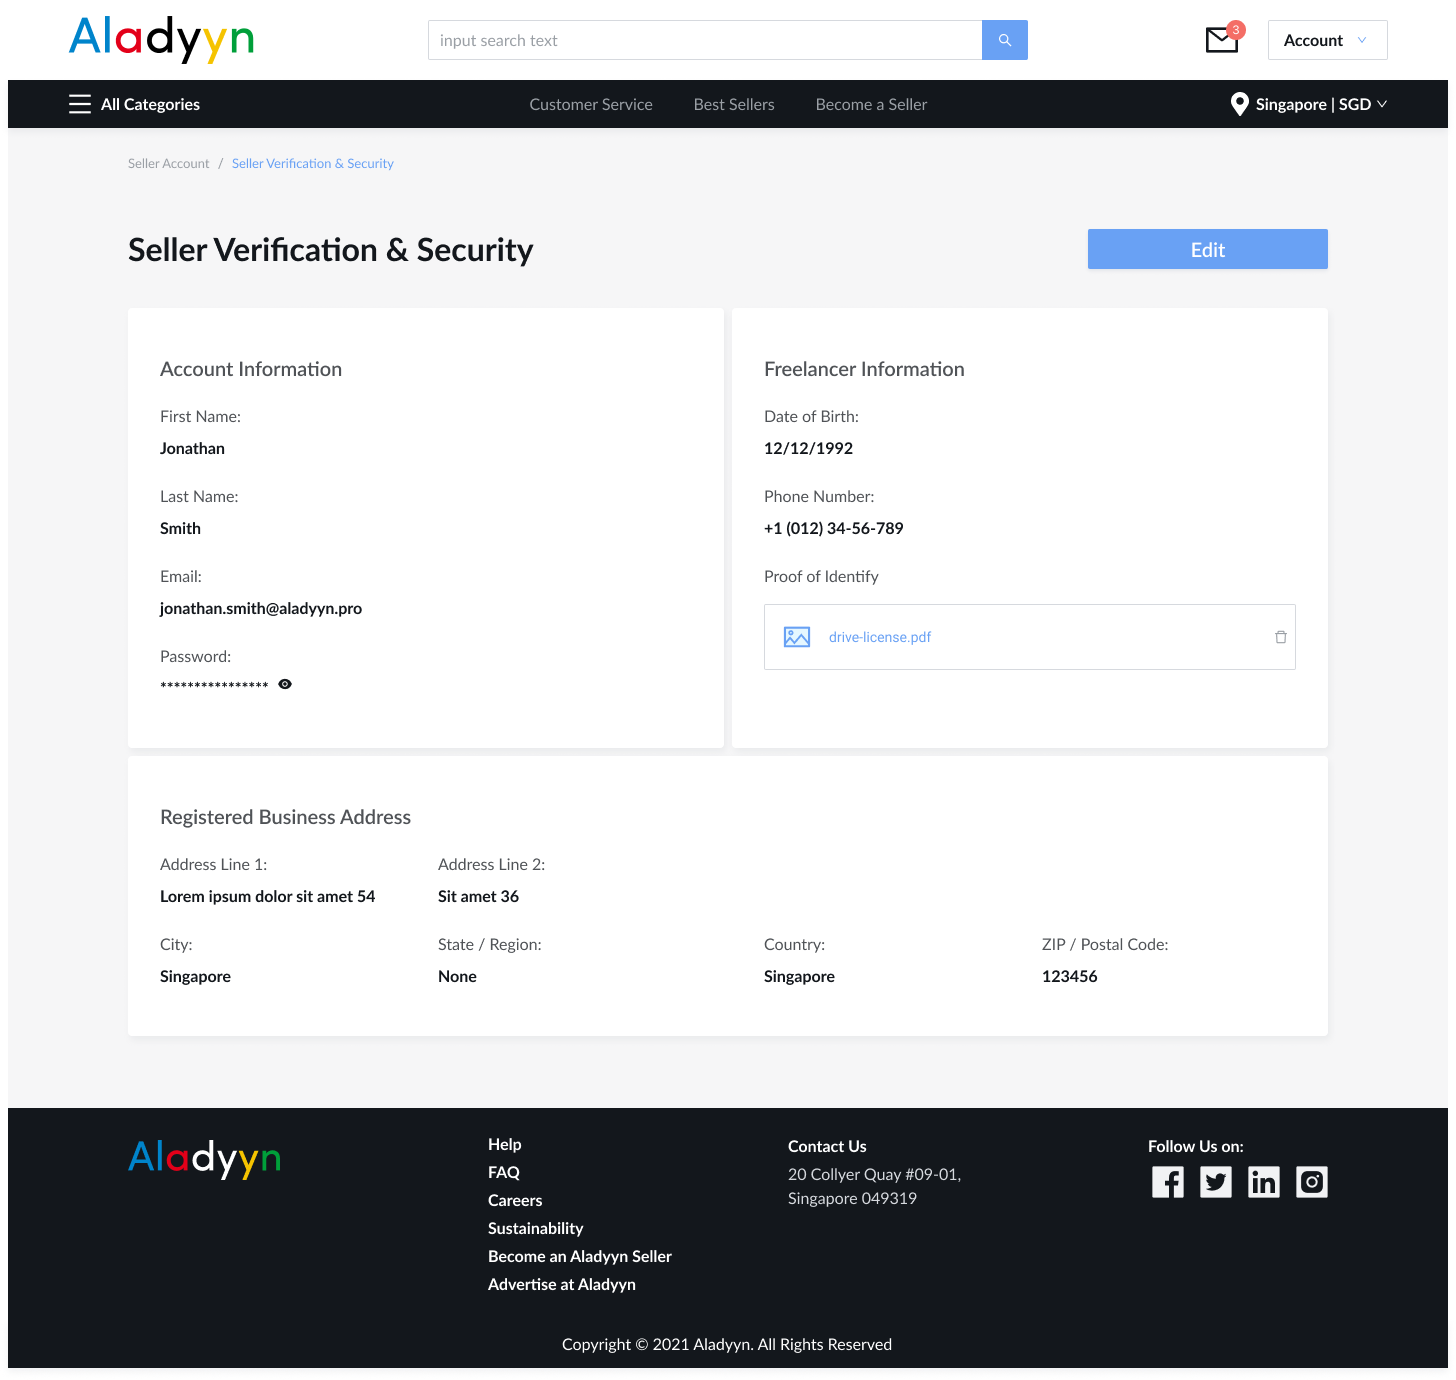 Aladyyn
input search text
3
Account
All Categories
Customer Service
Best Sellers
Become a Seller
Singapore | SGD
Seller Account / Seller Verification & Security
Seller Verification & Security
Edit
Account Information
First Name:
Jonathan
Last Name:
Smith
Email:
jonathan.smith@aladyyn.pro
Password:
****************
Freelancer Information
Date of Birth:
12/12/1992
Phone Number:
+1 (012) 34-56-789
Proof of Identify
drive-license.pdf
Registered Business Address
Address Line 1:
Lorem ipsum dolor sit amet 54
Address Line 2:
Sit amet 36
City:
Singapore
State / Region:
None
Country:
Singapore
ZIP / Postal Code:
123456
Aladyyn
Help
FAQ
Careers
Sustainability
Become an Aladyyn Seller
Advertise at Aladyyn
Contact Us
20 Collyer Quay #09-01,
Singapore 049319
Follow Us on:
Copyright © 2021 Aladyyn. All Rights Reserved